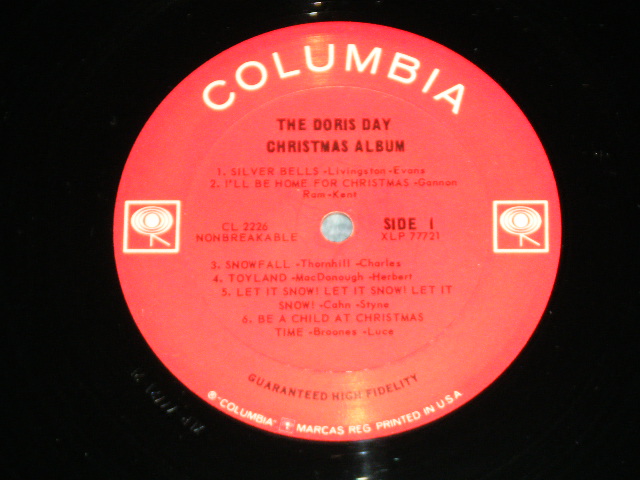 COLUMBIA
THE DORIS DAY
CHRISTMAS ALBUM
1. SILVER BELLS -Livingston -Evans
2. I'LL BE HOME FOR CHRISTMAS -Gannon
Ram -Kent
CL 2226
NONBREAKABLE
SIDE 1
XLP 77721
3. SNOWFALL -Thornhill -Charles
4. TOYLAND -MacDonough -Herbert
5. LET IT SNOW! LET IT SNOW! LET IT
SNOW! -Cahn -Styne
6. BE A CHILD AT CHRISTMAS
TIME -Broones -Luce
GUARANTEED HIGH FIDELITY
® "COLUMBIA" MARCAS REG. PRINTED IN U.S.A.